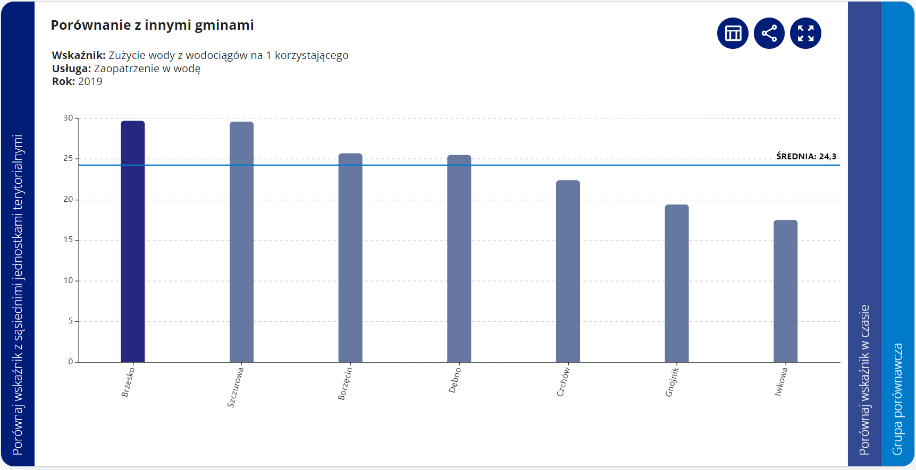 Porównanie z innymi gminami
Wskaźnik: Zużycie wody z wodociągów na 1 korzystającego
Usługa: Zaopatrzenie w wodę
Rok: 2019
30
25
20
15
10
5
0
ŚREDNIA: 24,3
Brzesko
Szczurowa
Borzęcin
Dębno
Czchów
Gnojnik
Iwkowa
Porównaj wskaźnik z sąsiednimi jednostkami terytorialnymi
Porównaj wskaźnik w czasie
Grupa porównawcza